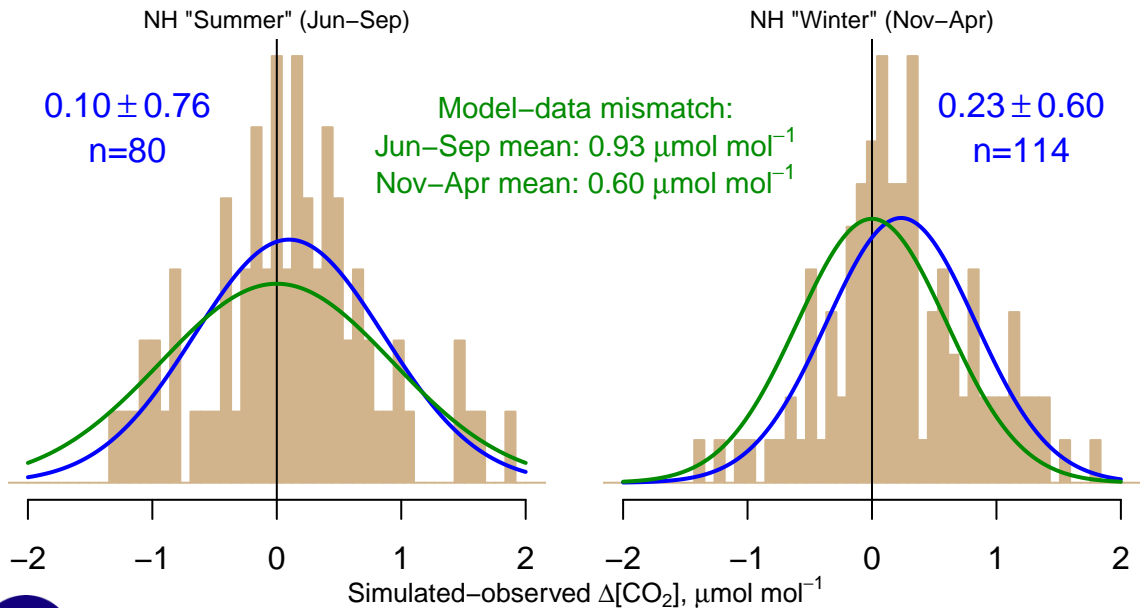 NH "Summer" (Jun−Sep)
NH "Winter" (Nov−Apr)
0.10 ± 0.76
n=80
Model−data mismatch:
Jun−Sep mean: 0.93 μmol mol⁻¹
Nov−Apr mean: 0.60 μmol mol⁻¹
0.23 ± 0.60
n=114
−2 −1 0 1 2
−2 −1 0 1 2
Simulated−observed Δ[CO₂], μmol mol⁻¹